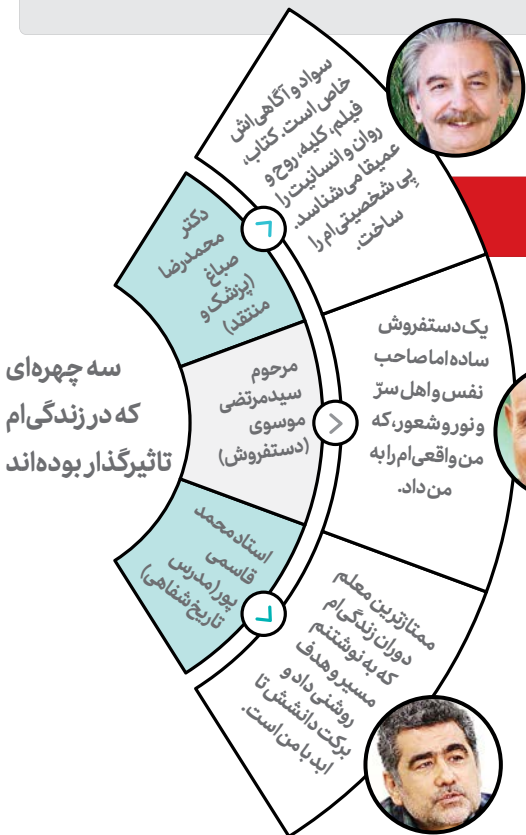 سه چهره‌ای
که در زندگی‌ام
تاثیرگذار بوده‌اند
دکتر
محمدرضا
صباغ
(پزشک و
منتقد)
سواد و آگاهی‌اش
خاص است. کتاب،
فیلم، کلیه، روح و
روان و انسانیت را
عمیقا می‌شناسد.
پِی شخصیتی‌ام را
ساخت.
مرحوم
سیدمرتضی
موسوی
(دستفروش)
یک دستفروش
ساده اما صاحب
نفس و اهل سرّ
و نور و شعور، که
من واقعی‌ام را به
من داد.
استاد محمد
قاسمی
پور (مدرس
تاریخ شفاهی)
ممتازترین معلم
دوران زندگی‌ام
که به نوشتنم
مسیر و هدف
روشنی داد و
برکت دانشش تا
ابد با من است.